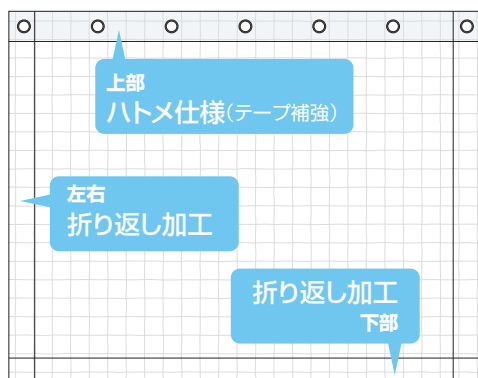 上部
ハトメ仕様(テープ補強)
左右
折り返し加工
折り返し加工
下部